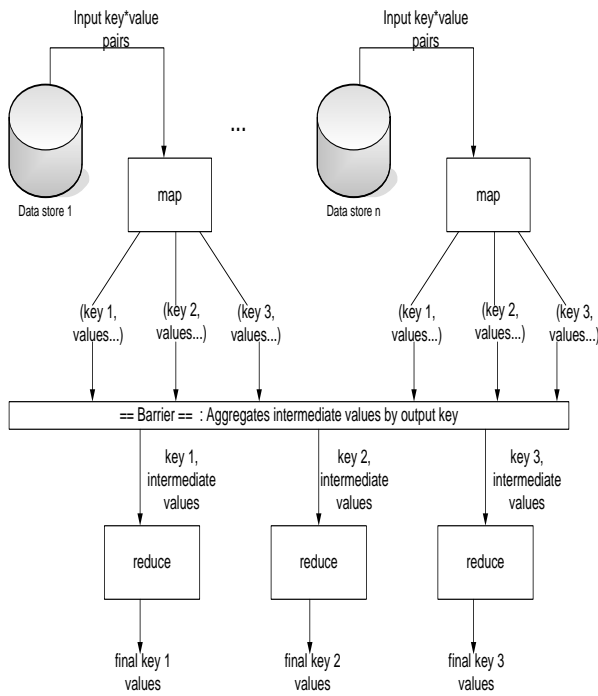 Input key*value
pairs
Input key*value
pairs
...
map
map
Data store 1
Data store n
(key 1,
values...)
(key 2,
values...)
(key 3,
values...)
(key 1,
values...)
(key 2,
values...)
(key 3,
values...)
== Barrier == : Aggregates intermediate values by output key
key 1,
intermediate
values
key 2,
intermediate
values
key 3,
intermediate
values
reduce
reduce
reduce
final key 1
values
final key 2
values
final key 3
values